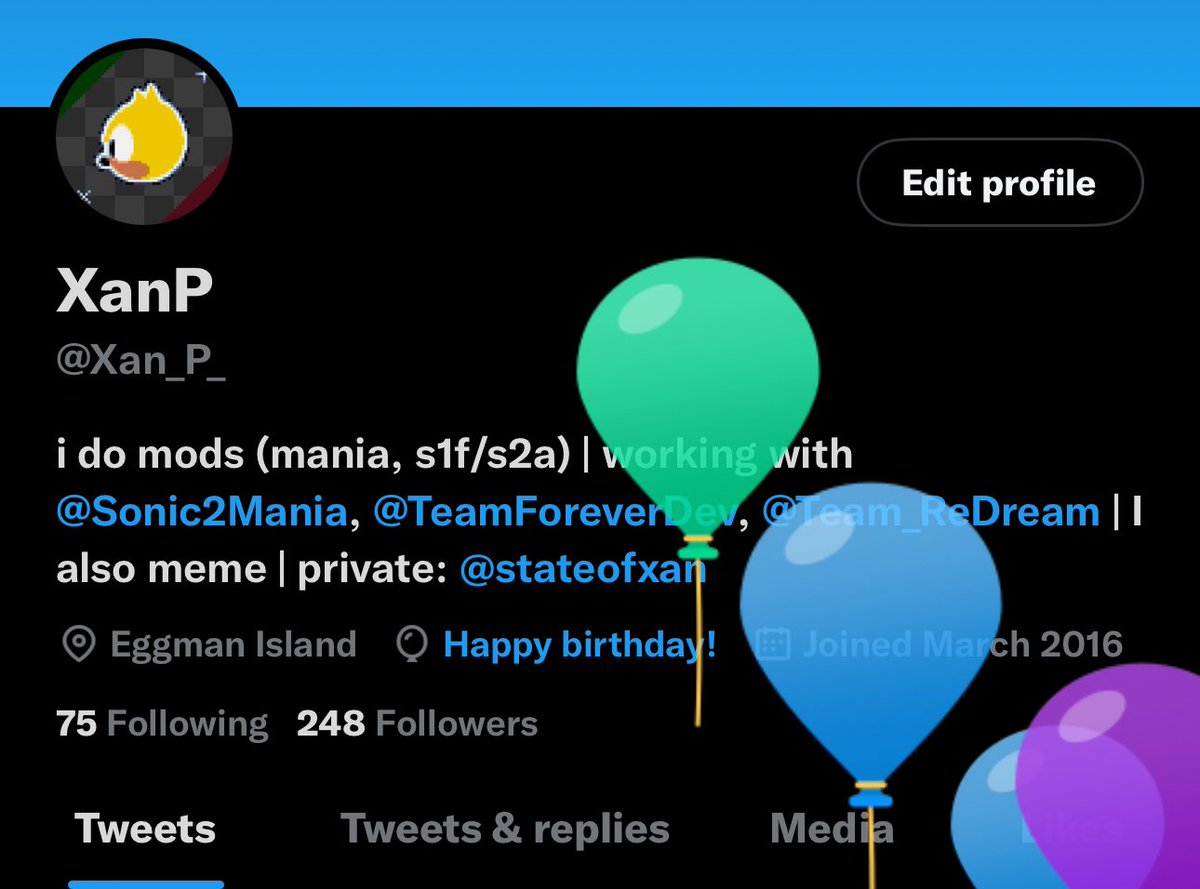 Edit profile
XanP
@Xan_P_
i do mods (mania, s1f/s2a) | working with
@Sonic2Mania, @TeamForeverDev, @Team_ReDream | I
also meme | private: @stateofxan
Eggman Island Happy birthday! Joined March 2016
75 Following 248 Followers
Tweets Tweets & replies Media Likes